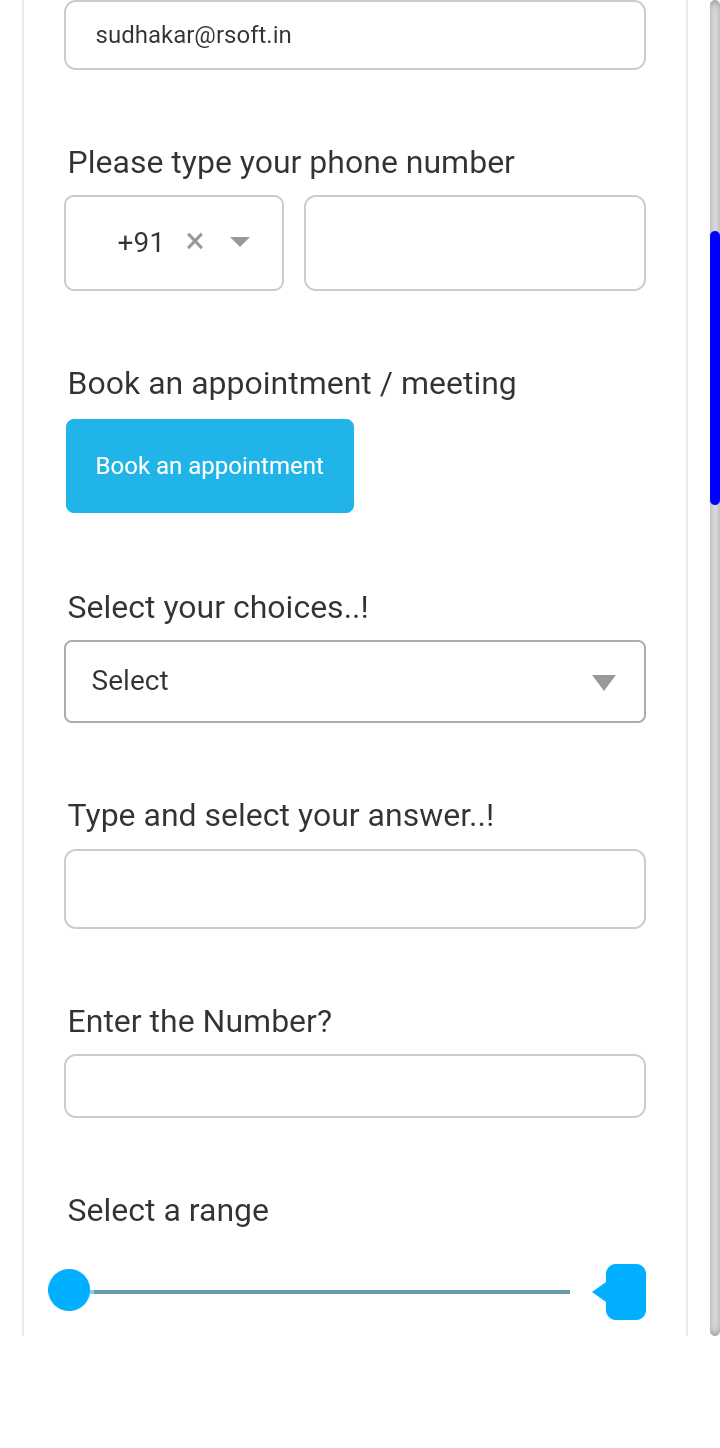 sudhakar@rsoft.in
Please type your phone number
+91 ×
Book an appointment / meeting
Book an appointment
Select your choices..!
Select
Type and select your answer..!
Enter the Number?
Select a range